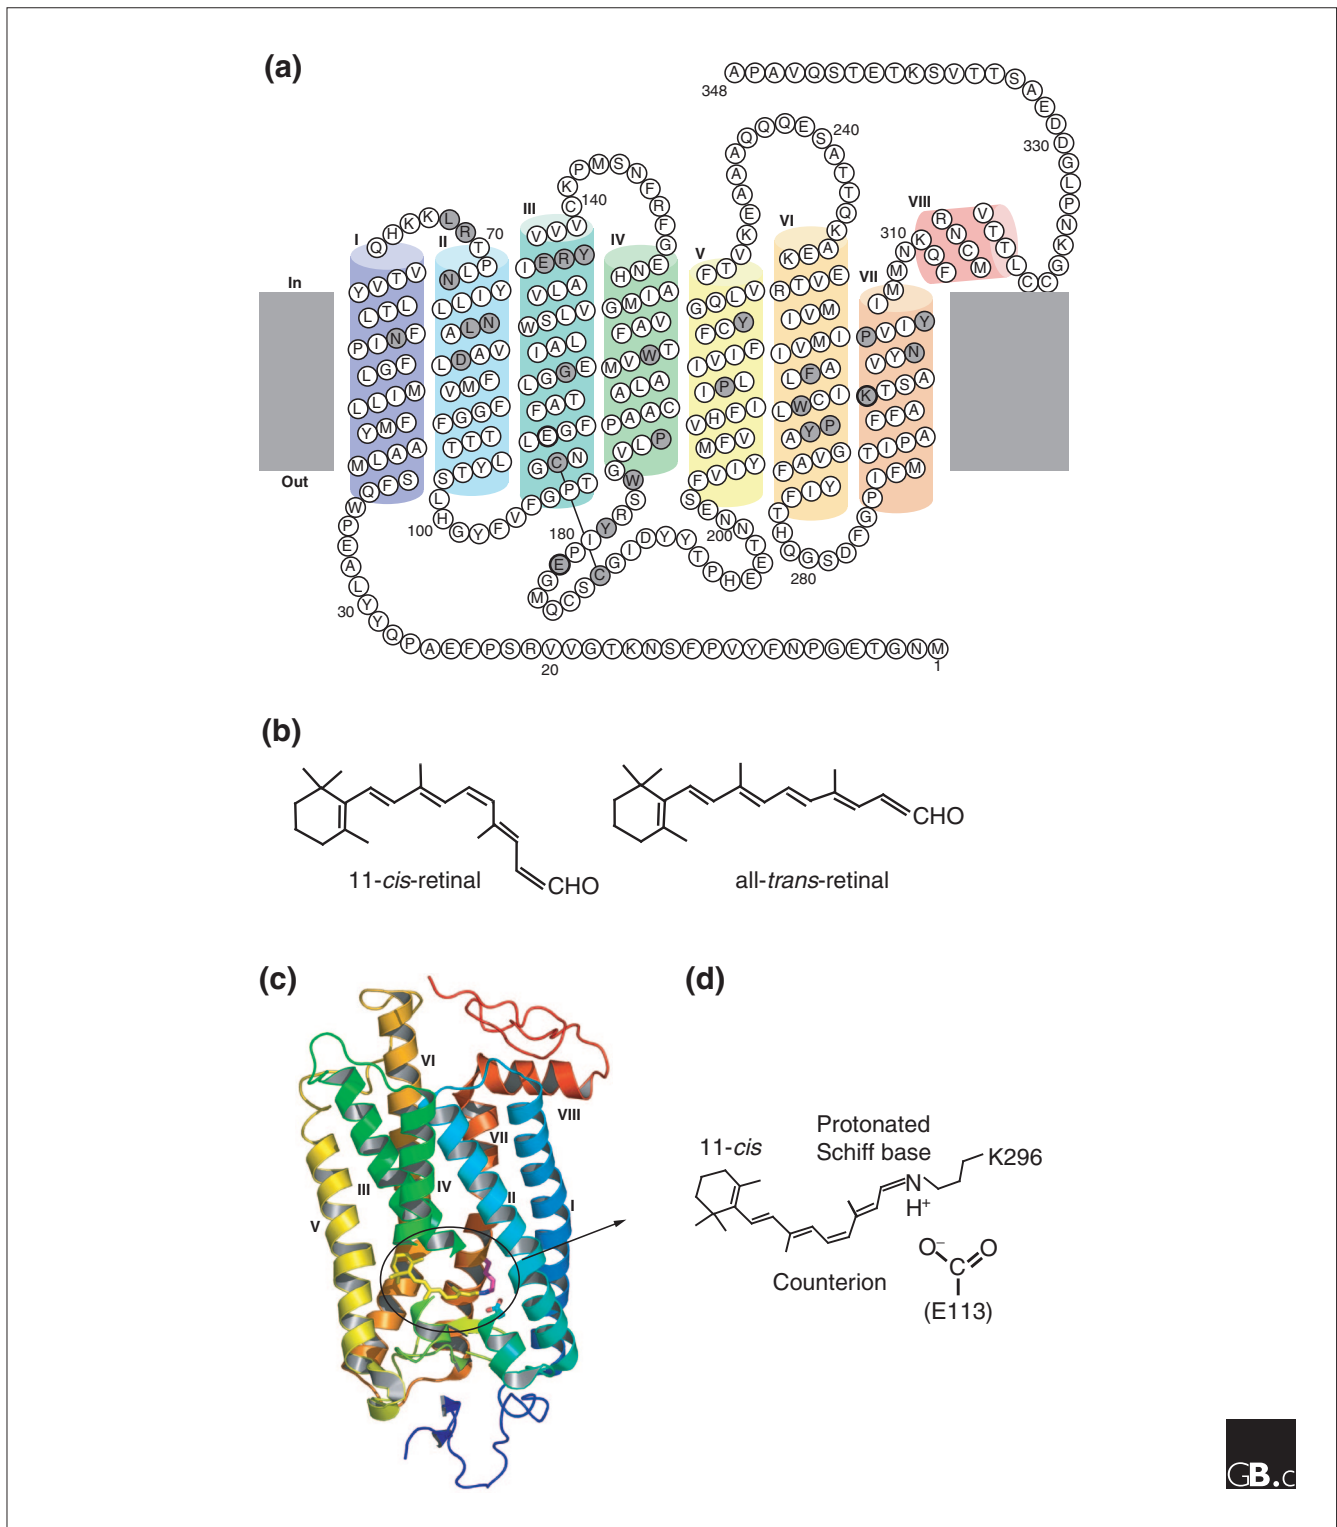 (a)
A P A V Q S T E T K S V T T S A E D D G L P N K G C C
348
330
240
Q Q Q E S A T T Q K
A A A E K V
P M S N F R F G
K C
140
III
IV
V
VI
VII
VIII
310
I
II
70
Q H K K L R T
In
Out
Y V T V
L T L
P I N F
L G F
L L I M
Y M F
M L A A
Q F S
N L P
L L I Y
A L N
L D A V
V M F
F G G F
T T T
S T Y L
V V V
I E R Y
V L A
W S L V
I A L
L G G E
F A T
L E G F
G C N
F G P T
H N E
G M I A
F A V
M V W T
A L A
P A A C
V L P
G W
F T V
G Q L V
F C Y
I V I F
I P L
V H F I
M F V
F V I Y
K E A
R T V E
I V M
I V M I
L F A
L W C I
A Y P
F A V G
T F I Y
I M M N
K R V
Q N T
F C T
M L
P V I Y
V Y N
K T S A
F F A
T I P A
I F M
P G
W P E A L Y Y Q P
L H G Y F V
100
180
E P I Y R S
G M Q C S C G I D Y Y T P H E E T N N E S
200
H Q G S D F
280
30
A E F P S R V V G T K N S F P V Y F N P G E T G N M
20
1
(b)
CHO
CHO
11-cis-retinal
all-trans-retinal
(c)
(d)
VI
VIII
VII
III
IV
II
I
V
11-cis
Protonated
Schiff base
K296
N
H+
O−
O
C
Counterion
(E113)
GB.C